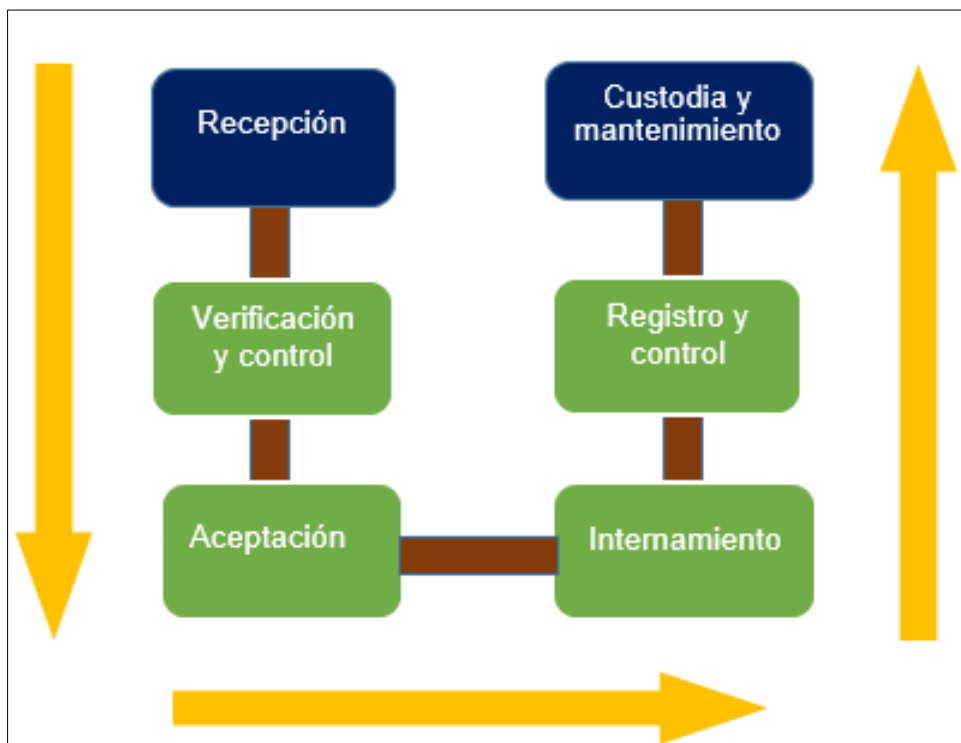 Recepción
Verificación
y control
Aceptación
Internamiento
Registro y
control
Custodia y
mantenimiento